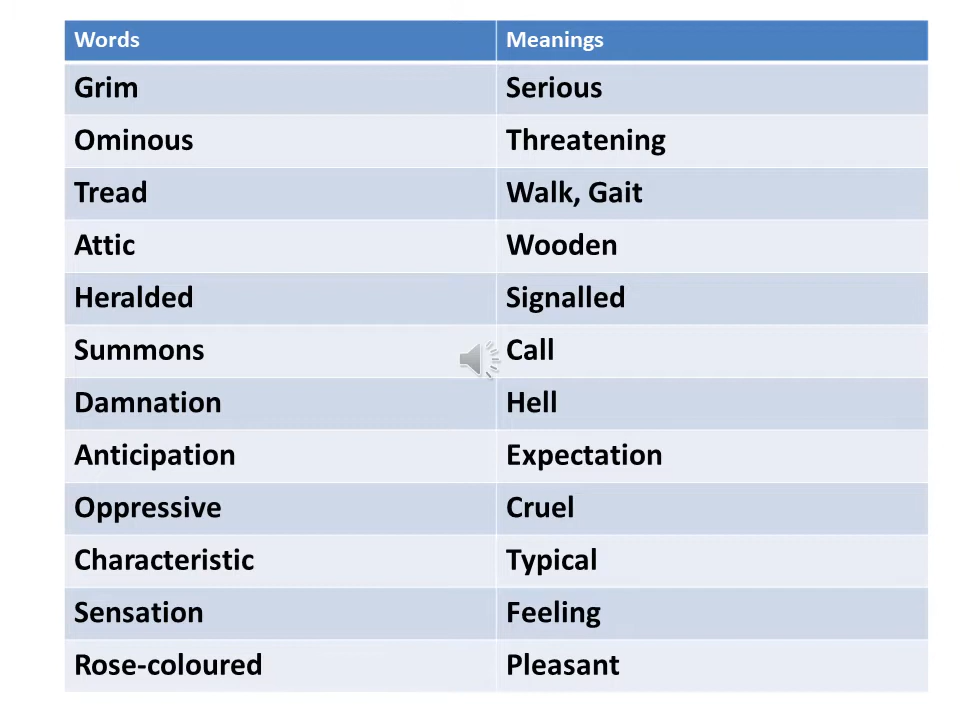 Words Meanings
Grim Serious
Ominous Threatening
Tread Walk, Gait
Attic Wooden
Heralded Signalled
Summons Call
Damnation Hell
Anticipation Expectation
Oppressive Cruel
Characteristic Typical
Sensation Feeling
Rose-coloured Pleasant